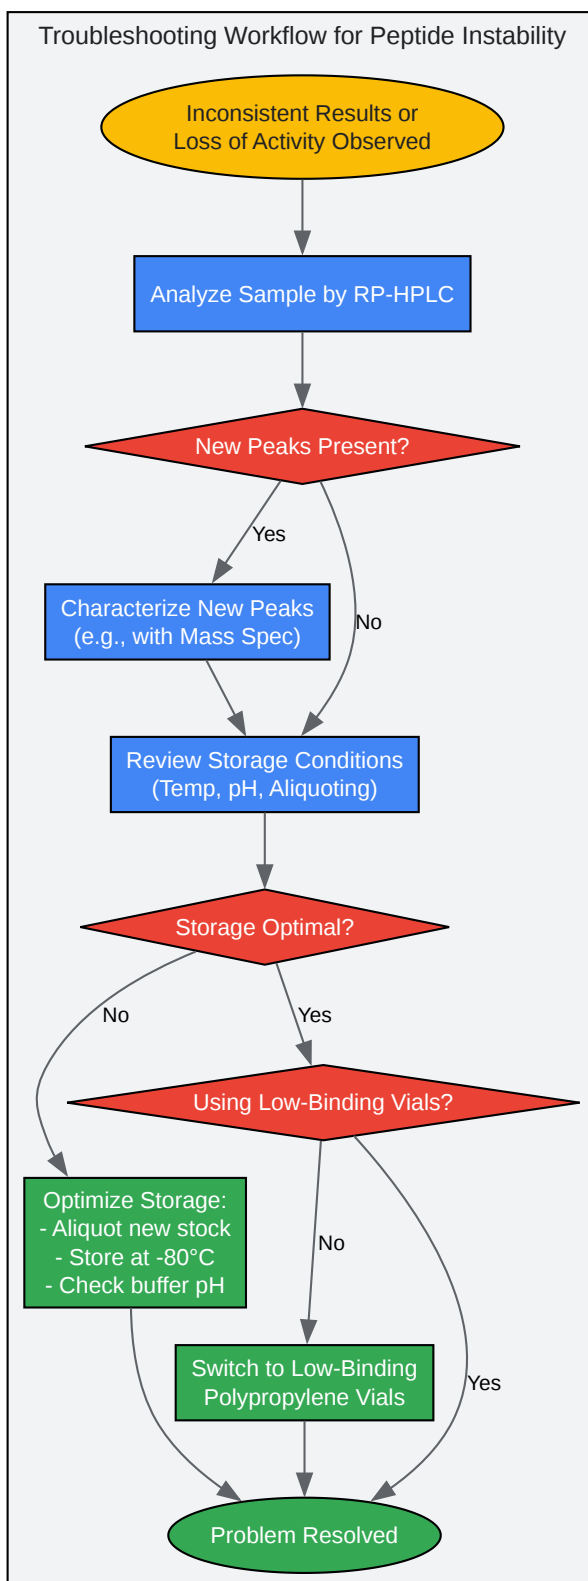 Troubleshooting Workflow for Peptide Instability
Inconsistent Results or
Loss of Activity Observed
Analyze Sample by RP-HPLC
New Peaks Present?
Yes
No
Characterize New Peaks
(e.g., with Mass Spec)
Review Storage Conditions
(Temp, pH, Aliquoting)
Storage Optimal?
No
Yes
Using Low-Binding Vials?
Optimize Storage:
- Aliquot new stock
- Store at -80°C
- Check buffer pH
No
Switch to Low-Binding
Polypropylene Vials
Yes
Problem Resolved